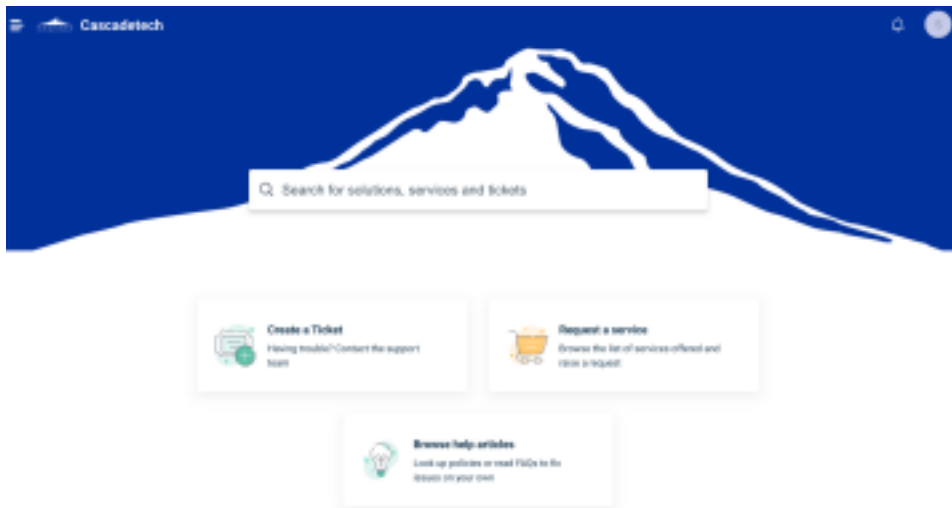 Cascadetech
Search for solutions, services and tickets
Create a Ticket
Having trouble? Contact the support
team
Request a service
Browse the list of services offered and
raise a request
Browse help articles
Look up policies or read FAQs to fix
issues on your own